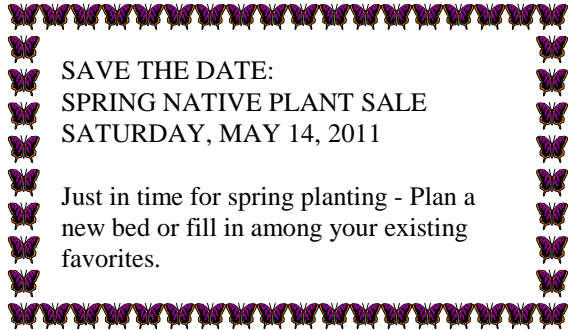 SAVE THE DATE:
SPRING NATIVE PLANT SALE
SATURDAY, MAY 14, 2011
Just in time for spring planting - Plan a
new bed or fill in among your existing
favorites.